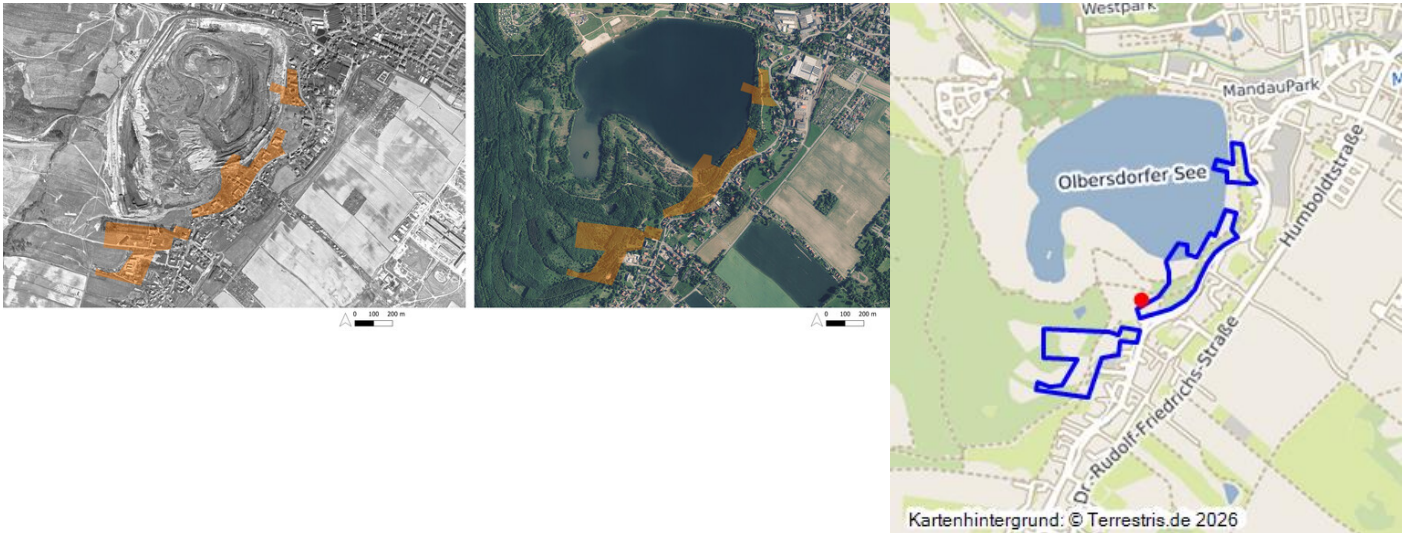 0 100 200 m
0 100 200 m
Westpark
MandauPark
M
Olbersdorfer See
Humboldtstraße
Dr.-Rudolf-Friedrichs-Straße
Kartenhintergrund: © Terrestris.de 2026